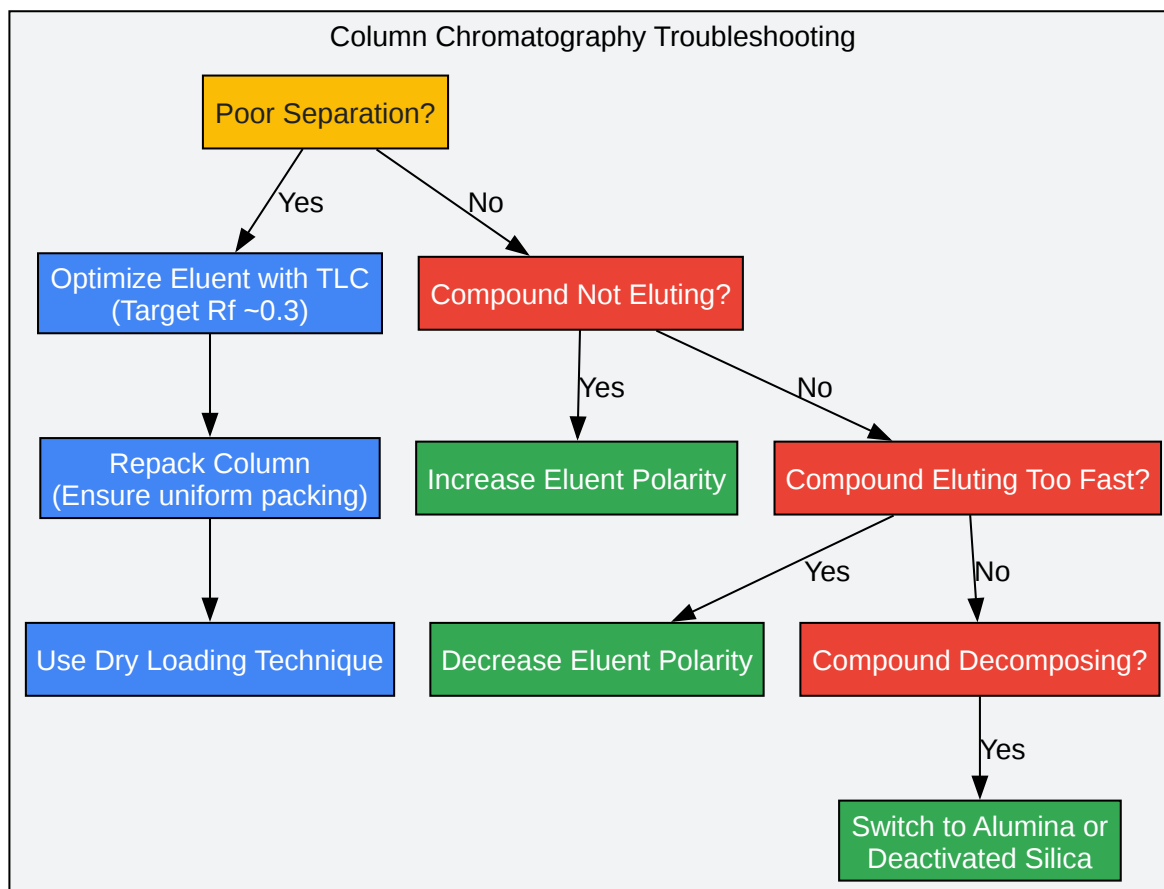 Column Chromatography Troubleshooting
Poor Separation?
Yes
No
Optimize Eluent with TLC
(Target Rf ~0.3)
Compound Not Eluting?
Yes
No
Repack Column
(Ensure uniform packing)
Increase Eluent Polarity
Compound Eluting Too Fast?
Yes
No
Use Dry Loading Technique
Decrease Eluent Polarity
Compound Decomposing?
Yes
Switch to Alumina or
Deactivated Silica